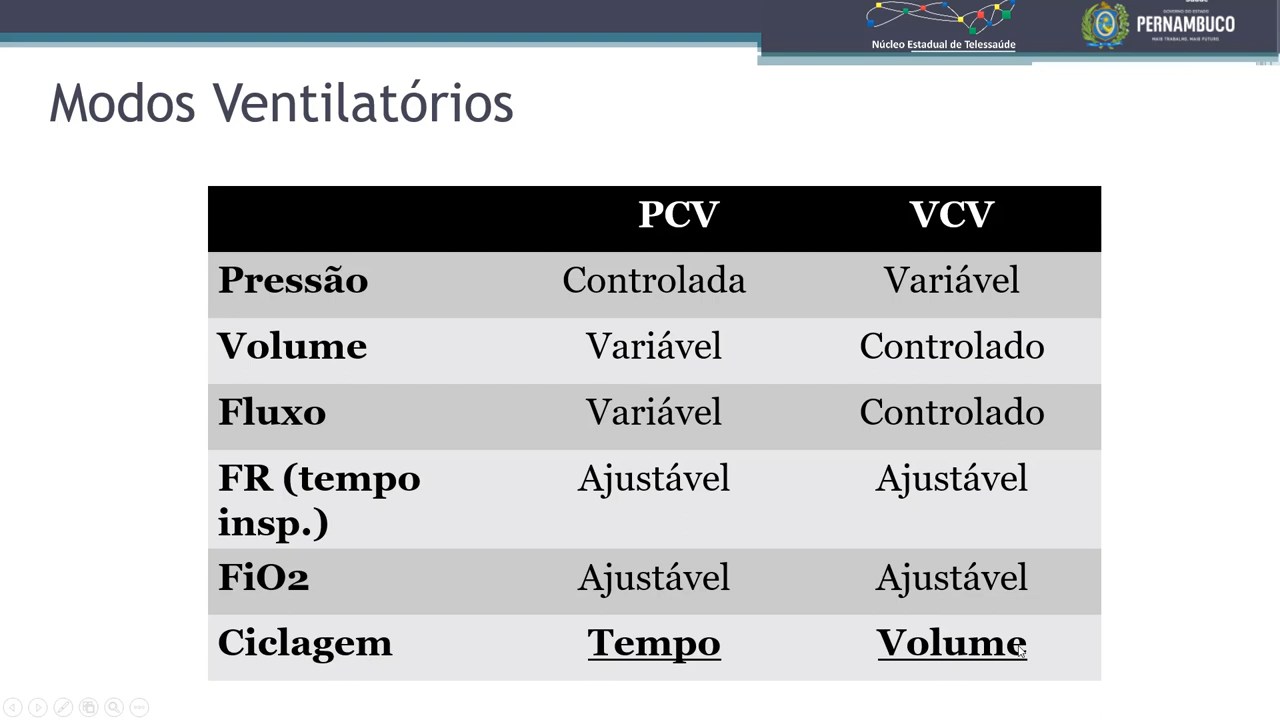 Núcleo Estadual de Telessaúde
GOVERNO DO ESTADO
PERNAMBUCO
MAIS TRABALHO, MAIS FUTURO
Modos Ventilatórios
PCV VCV
Pressão Controlada Variável
Volume Variável Controlado
Fluxo Variável Controlado
FR (tempo Ajustável Ajustável
insp.)
FiO2 Ajustável Ajustável
Ciclagem Tempo Volume